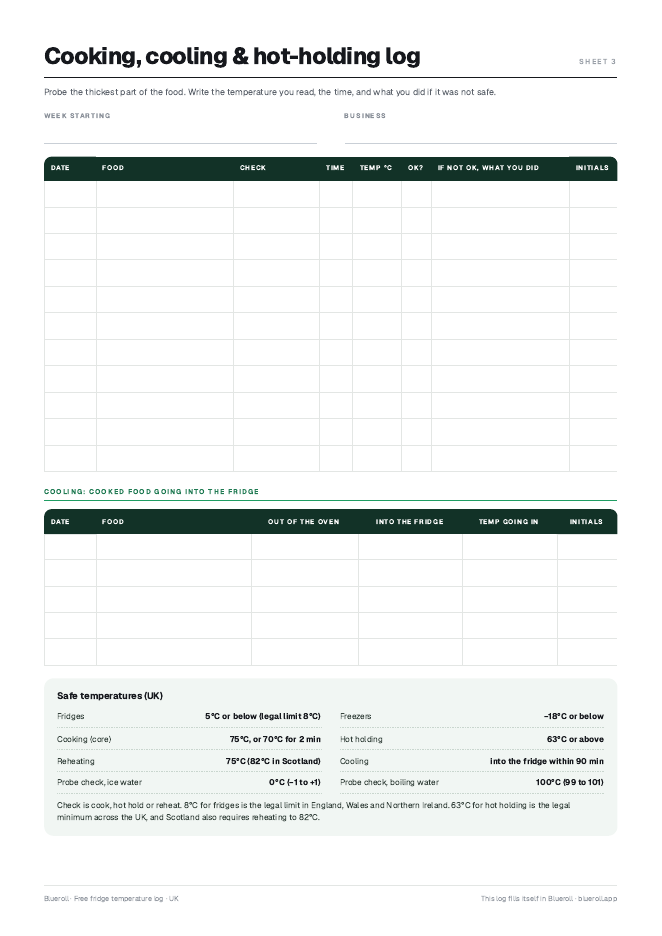 Cooking, cooling & hot-holding log
SHEET 3
Probe the thickest part of the food. Write the temperature you read, the time, and what you did if it was not safe.
WEEK STARTING
BUSINESS
DATE FOOD CHECK TIME TEMP °C OK? IF NOT OK, WHAT YOU DID INITIALS
COOLING: COOKED FOOD GOING INTO THE FRIDGE
DATE FOOD OUT OF THE OVEN INTO THE FRIDGE TEMP GOING IN INITIALS
Safe temperatures (UK)
Fridges 5°C or below (legal limit 8°C) Freezers −18°C or below
Cooking (core) 75°C, or 70°C for 2 min Hot holding 63°C or above
Reheating 75°C (82°C in Scotland) Cooling into the fridge within 90 min
Probe check, ice water 0°C (−1 to +1) Probe check, boiling water 100°C (99 to 101)
Check is cook, hot hold or reheat. 8°C for fridges is the legal limit in England, Wales and Northern Ireland. 63°C for hot holding is the legal
minimum across the UK, and Scotland also requires reheating to 82°C.
Blueroll · Free fridge temperature log · UK
This log fills itself in Blueroll · blueroll.app